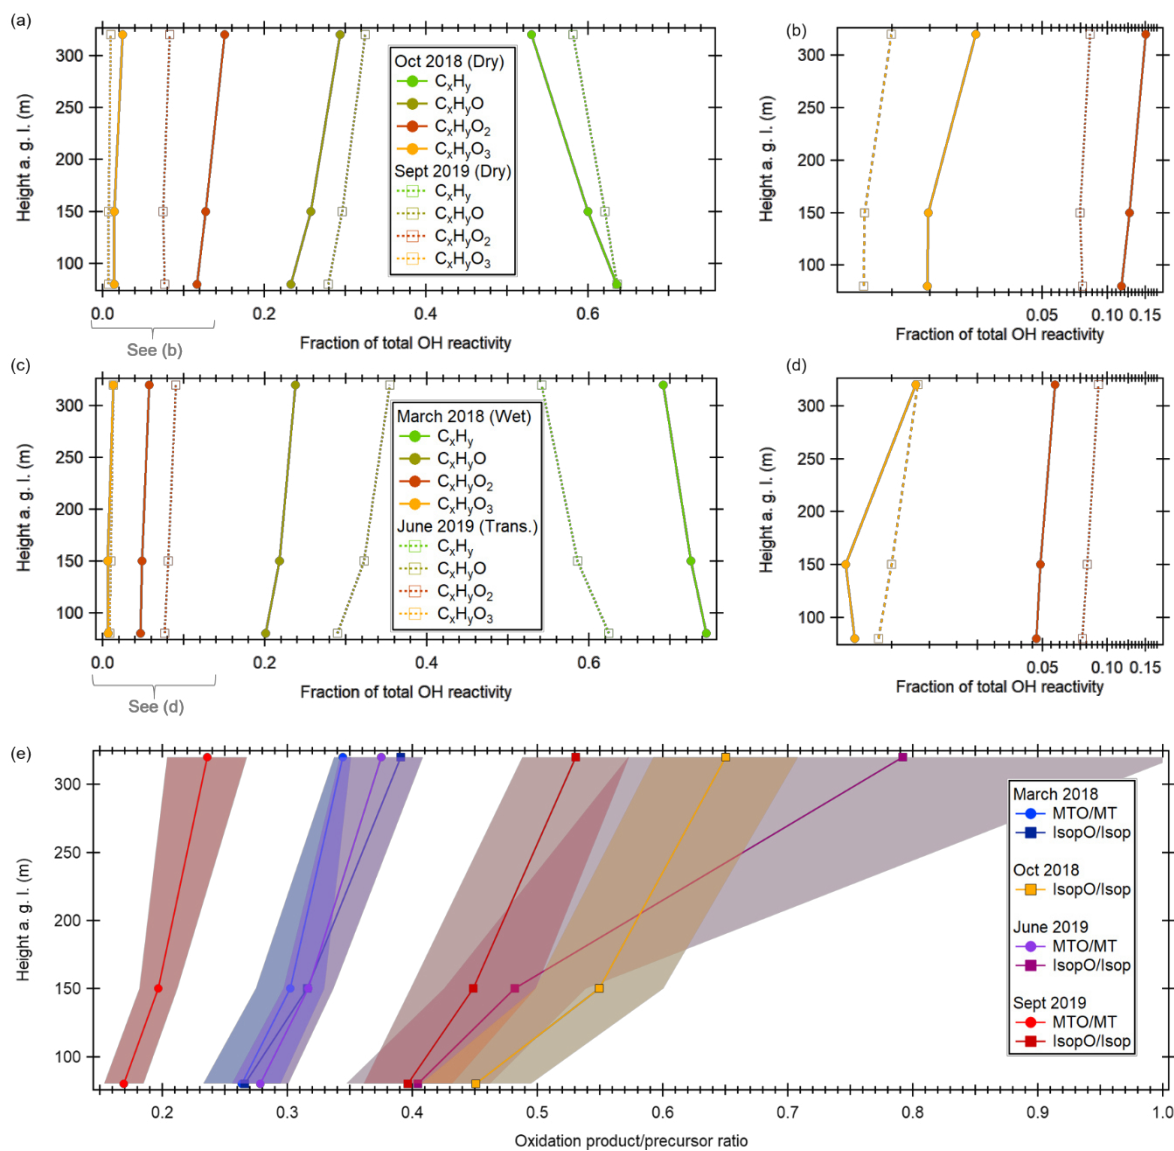 (a)
Height a. g. l. (m)
300
250
200
150
100
Oct 2018 (Dry)
CxHy
CxHyO
CxHyO2
CxHyO3
Sept 2019 (Dry)
CxHy
CxHyO
CxHyO2
CxHyO3
0.0
0.2
0.4
0.6
See (b)
Fraction of total OH reactivity
(b)
Height a. g. l. (m)
300
250
200
150
100
0.05
0.10
0.15
Fraction of total OH reactivity
(c)
Height a. g. l. (m)
300
250
200
150
100
March 2018 (Wet)
CxHy
CxHyO
CxHyO2
CxHyO3
June 2019 (Trans.)
CxHy
CxHyO
CxHyO2
CxHyO3
0.0
0.2
0.4
0.6
See (d)
Fraction of total OH reactivity
(d)
Height a. g. l. (m)
300
250
200
150
100
0.05
0.10
0.15
Fraction of total OH reactivity
(e)
Height a. g. l. (m)
300
250
200
150
100
March 2018
MTO/MT
IsopO/Isop
Oct 2018
IsopO/Isop
June 2019
MTO/MT
IsopO/Isop
Sept 2019
MTO/MT
IsopO/Isop
0.2
0.3
0.4
0.5
0.6
0.7
0.8
0.9
1.0
Oxidation product/precursor ratio